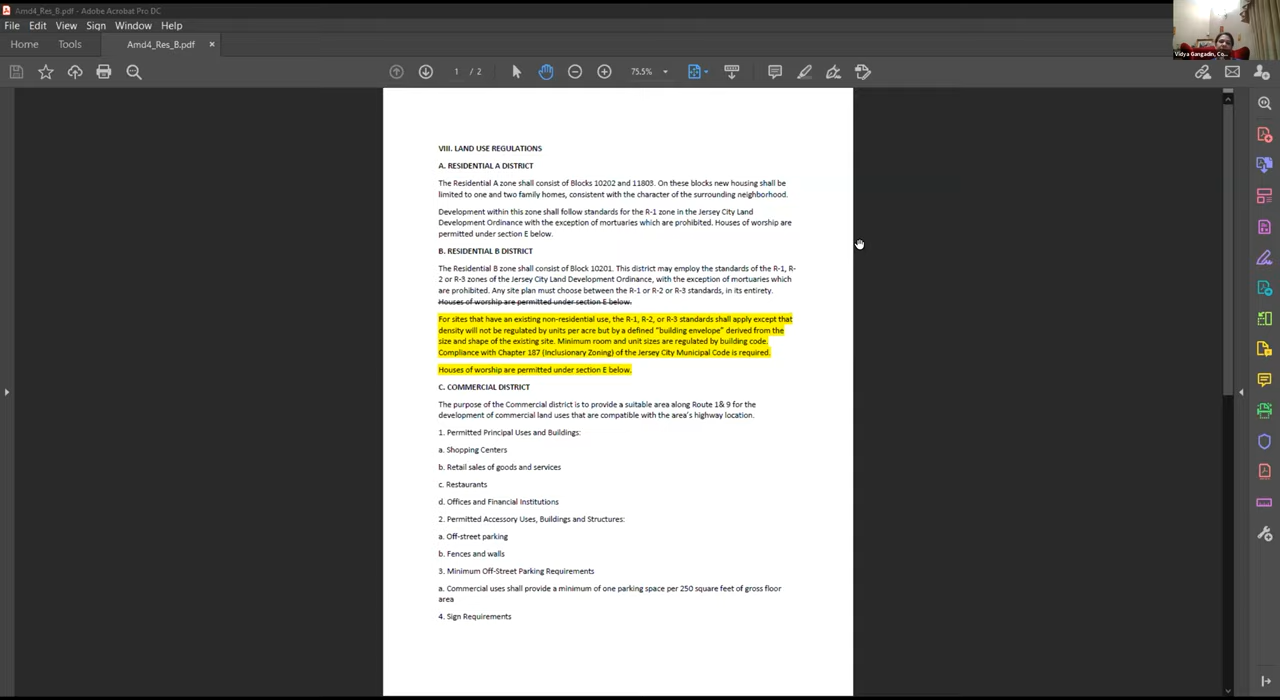 Amd4_Res_B.pdf - Adobe Acrobat Pro DC
File Edit View Sign Window Help
Home Tools Amd4_Res_B.pdf ×
1 / 2 75.5%
Vidya Gangadin, Co...
VIII. LAND USE REGULATIONS
A. RESIDENTIAL A DISTRICT
The Residential A zone shall consist of Blocks 10202 and 11803. On these blocks new housing shall be
limited to one and two family homes, consistent with the character of the surrounding neighborhood.
Development within this zone shall follow standards for the R-1 zone in the Jersey City Land
Development Ordinance with the exception of mortuaries which are prohibited. Houses of worship are
permitted under section E below.
B. RESIDENTIAL B DISTRICT
The Residential B zone shall consist of Block 10201. This district may employ the standards of the R-1, R-
2 or R-3 zones of the Jersey City Land Development Ordinance, with the exception of mortuaries which
are prohibited. Any site plan must choose between the R-1 or R-2 or R-3 standards, in its entirety.
Houses of worship are permitted under section E below.
For sites that have an existing non-residential use, the R-1, R-2, or R-3 standards shall apply except that
density will not be regulated by units per acre but by a defined "building envelope" derived from the
size and shape of the existing site. Minimum room and unit sizes are regulated by building code.
Compliance with Chapter 187 (Inclusionary Zoning) of the Jersey City Municipal Code is required.
Houses of worship are permitted under section E below.
C. COMMERCIAL DISTRICT
The purpose of the Commercial district is to provide a suitable area along Route 1& 9 for the
development of commercial land uses that are compatible with the area's highway location.
1. Permitted Principal Uses and Buildings:
a. Shopping Centers
b. Retail sales of goods and services
c. Restaurants
d. Offices and Financial Institutions
2. Permitted Accessory Uses, Buildings and Structures:
a. Off-street parking
b. Fences and walls
3. Minimum Off-Street Parking Requirements
a. Commercial uses shall provide a minimum of one parking space per 250 square feet of gross floor
area
4. Sign Requirements